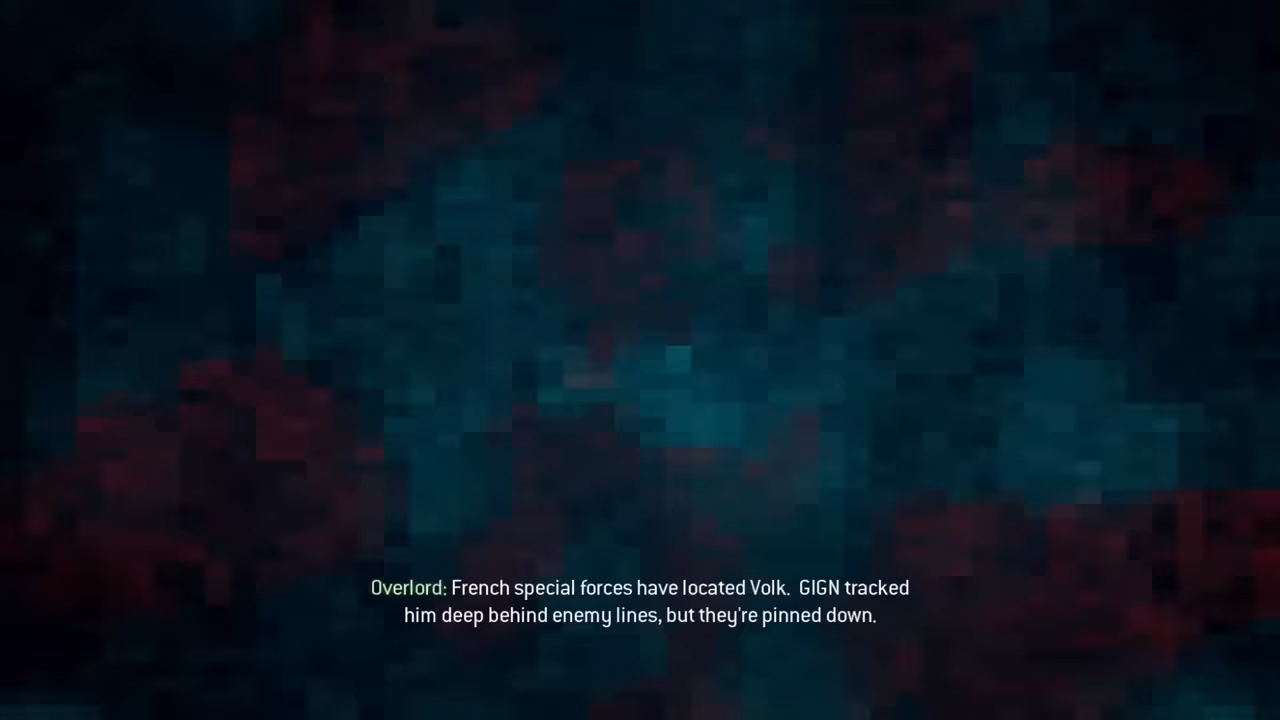 Overlord: French special forces have located Volk.  GIGN tracked
him deep behind enemy lines, but they're pinned down.